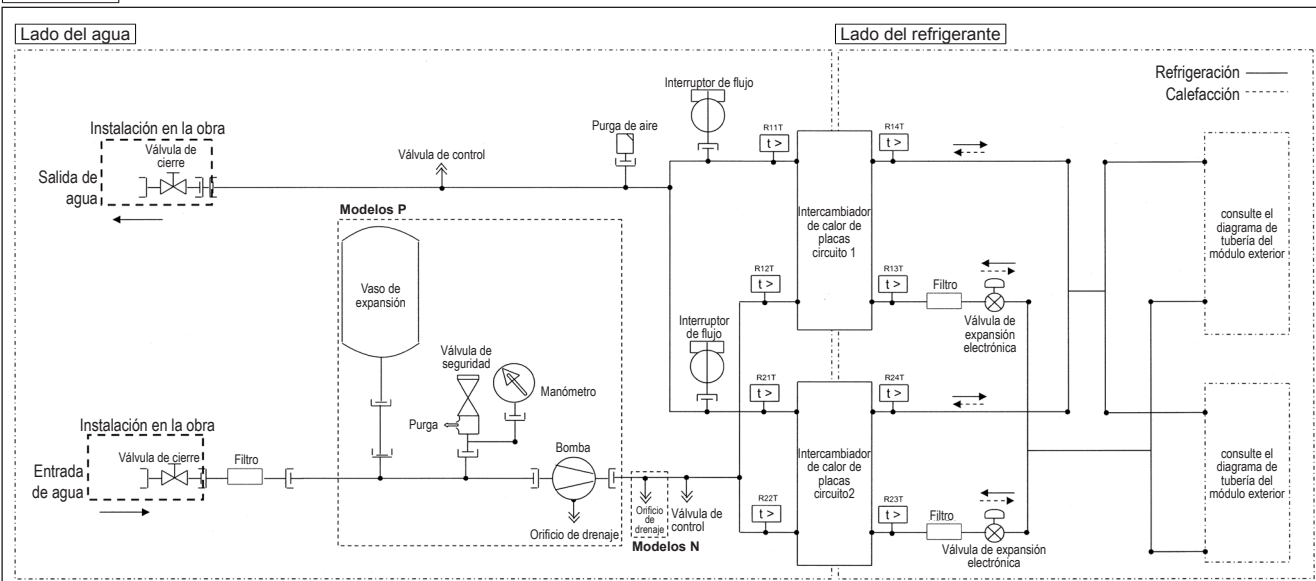 Lado del agua
Lado del refrigerante
Refrigeración
Calefacción
Interruptor de flujo
Purga de aire
R11T
t >
R14T
t >
Instalación en la obra
Válvula de
cierre
Salida de
agua
Válvula de control
Modelos P
Intercambiador
de calor de
placas
circuito 1
consulte el
diagrama de
tubería del
módulo exterior
Vaso de
expansión
R12T
t >
R13T
t >
Filtro
Válvula de
expansión
electrónica
Interruptor
de flujo
Válvula de
seguridad
Manómetro
Purga
R21T
t >
R24T
t >
Instalación en la obra
Válvula de cierre
Filtro
Entrada
de agua
Bomba
Orificio de drenaje
Orificio
de
drenaje
Válvula de
control
Modelos N
Intercambiador
de calor de
placas
circuito2
R22T
t >
R23T
t >
Filtro
Válvula de expansión
electrónica
consulte el
diagrama de
tubería del
módulo exterior